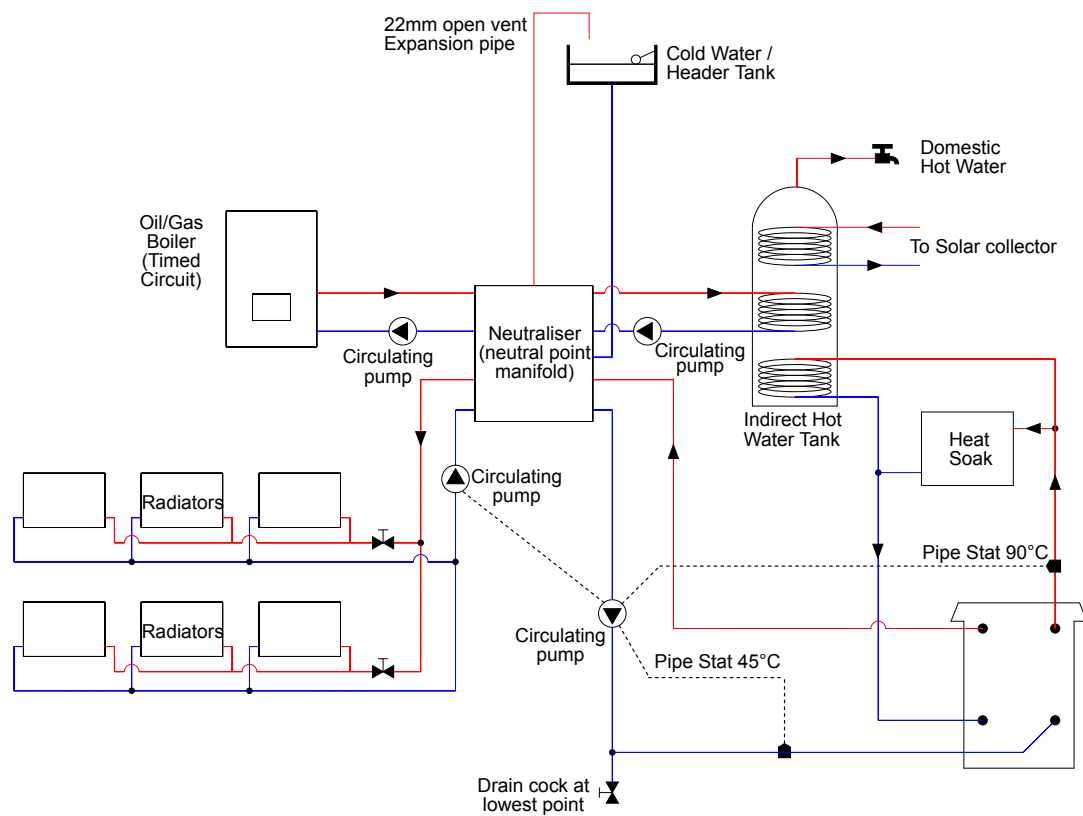 22mm open vent
Expansion pipe
Cold Water /
Header Tank
Domestic
Hot Water
Oil/Gas
Boiler
(Timed
Circuit)
To Solar collector
Neutraliser
(neutral point
manifold)
Circulating
pump
Circulating
pump
Indirect Hot
Water Tank
Heat
Soak
Circulating
pump
Radiators
Pipe Stat 90°C
Radiators
Circulating
pump
Pipe Stat 45°C
Drain cock at
lowest point